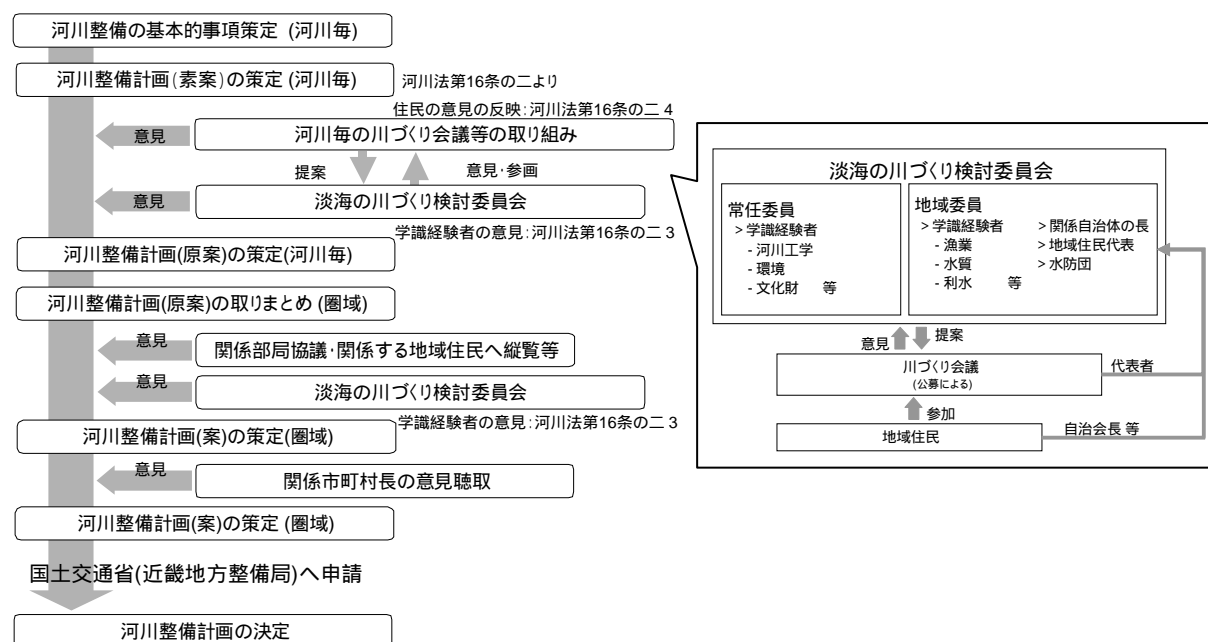 河川整備の基本的事項策定 (河川毎)
河川整備計画(素案)の策定 (河川毎)
河川法第16条の二より
住民の意見の反映:河川法第16条の二 4
意見
河川毎の川づくり会議等の取り組み
提案
意見・参画
意見
淡海の川づくり検討委員会
学識経験者の意見:河川法第16条の二 3
河川整備計画(原案)の策定(河川毎)
河川整備計画(原案)の取りまとめ (圏域)
意見
関係部局協議・関係する地域住民へ縦覧等
意見
淡海の川づくり検討委員会
学識経験者の意見:河川法第16条の二 3
河川整備計画(案)の策定(圏域)
意見
関係市町村長の意見聴取
河川整備計画(案)の策定 (圏域)
国土交通省(近畿地方整備局)へ申請
河川整備計画の決定
淡海の川づくり検討委員会
常任委員
>学識経験者
- 河川工学
- 環境
- 文化財 等
地域委員
>学識経験者
- 漁業
- 水質
- 利水 等
>関係自治体の長
>地域住民代表
>水防団
意見
提案
川づくり会議
(公募による)
代表者
参加
地域住民
自治会長 等